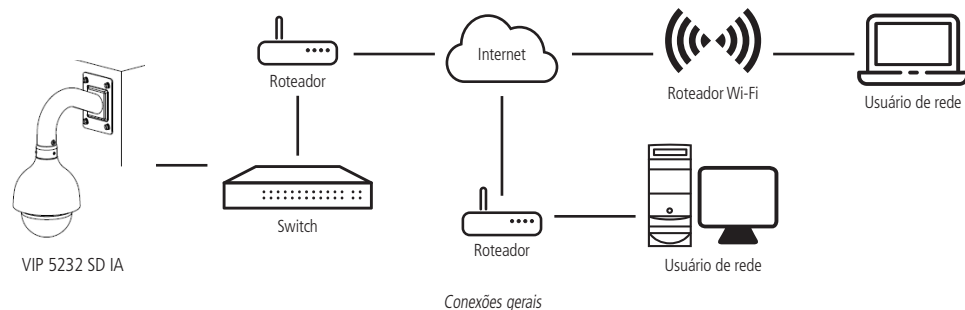 Internet
Roteador
Roteador Wi-Fi
Usuário de rede
Switch
Roteador
VIP 5232 SD IA
Usuário de rede
Conexões gerais